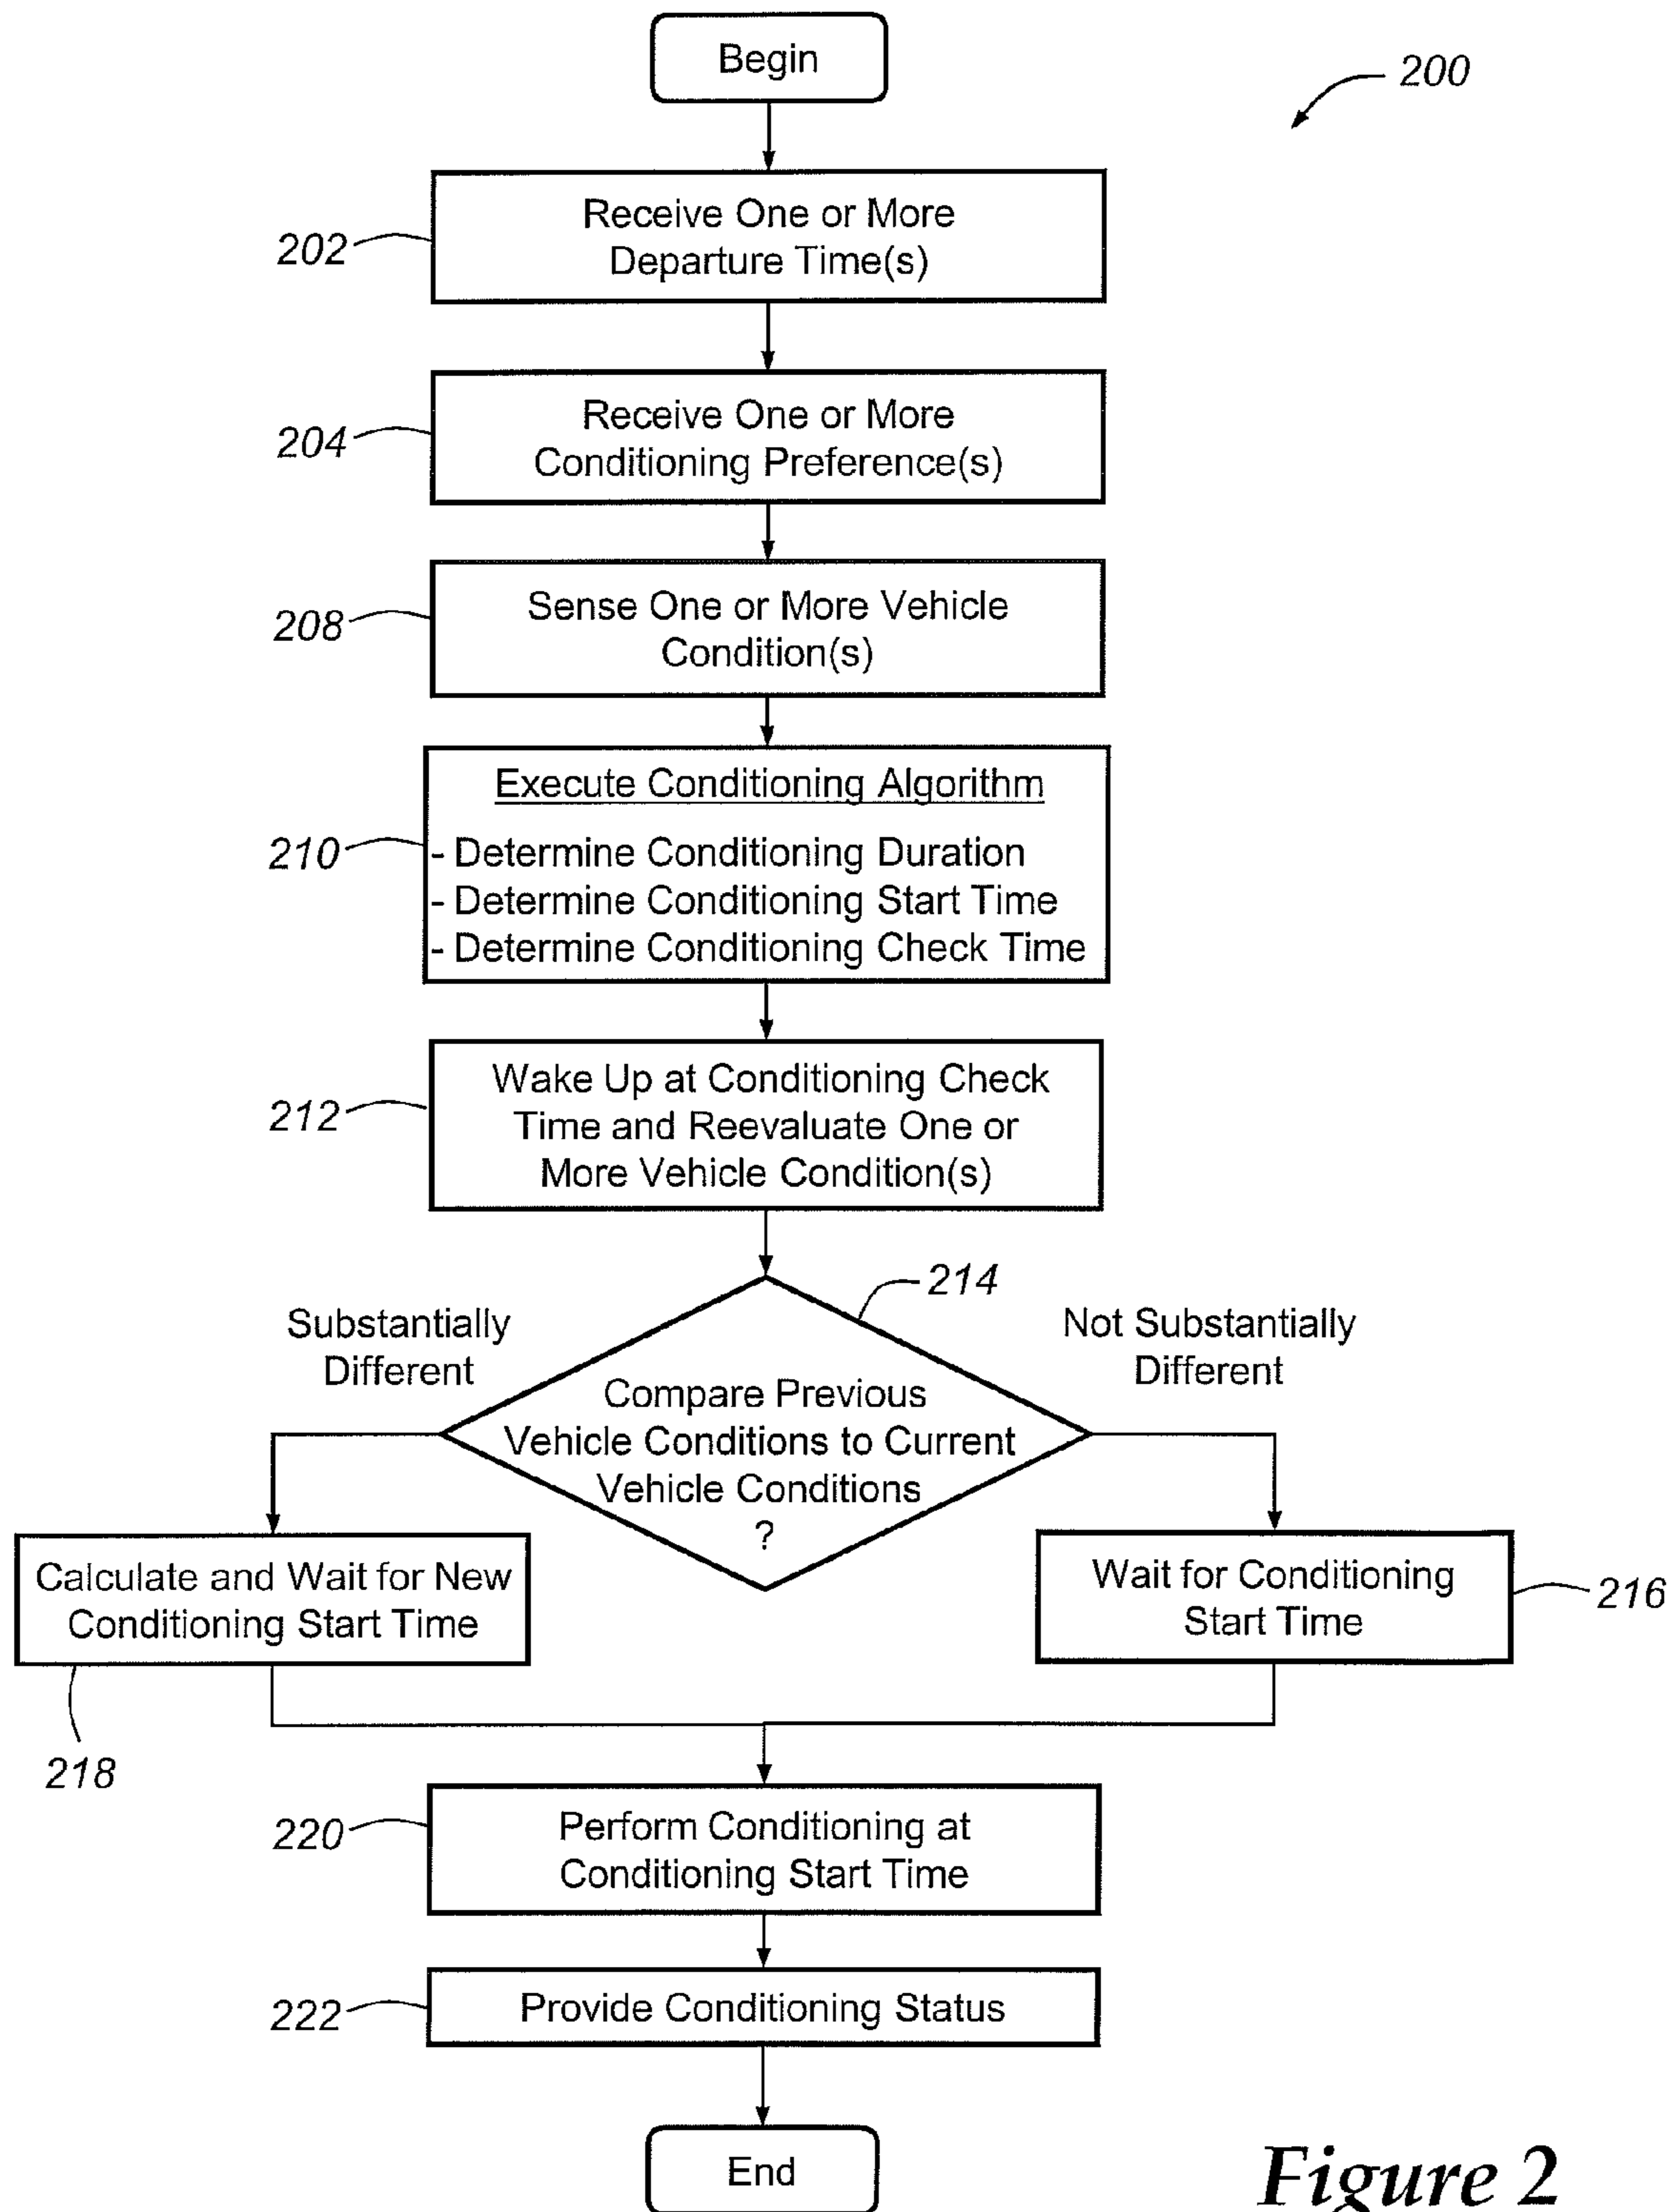 Begin
200
Receive One or More
Departure Time(s)
202
Receive One or More
Conditioning Preference(s)
204
Sense One or More Vehicle
Condition(s)
208
Execute Conditioning Algorithm
- Determine Conditioning Duration
- Determine Conditioning Start Time
- Determine Conditioning Check Time
210
Wake Up at Conditioning Check
Time and Reevaluate One or
More Vehicle Condition(s)
212
214
Substantially
Different
Not Substantially
Different
Compare Previous
Vehicle Conditions to Current
Vehicle Conditions
?
Calculate and Wait for New
Conditioning Start Time
218
Wait for Conditioning
Start Time
216
Perform Conditioning at
Conditioning Start Time
220
Provide Conditioning Status
222
End
Figure 2